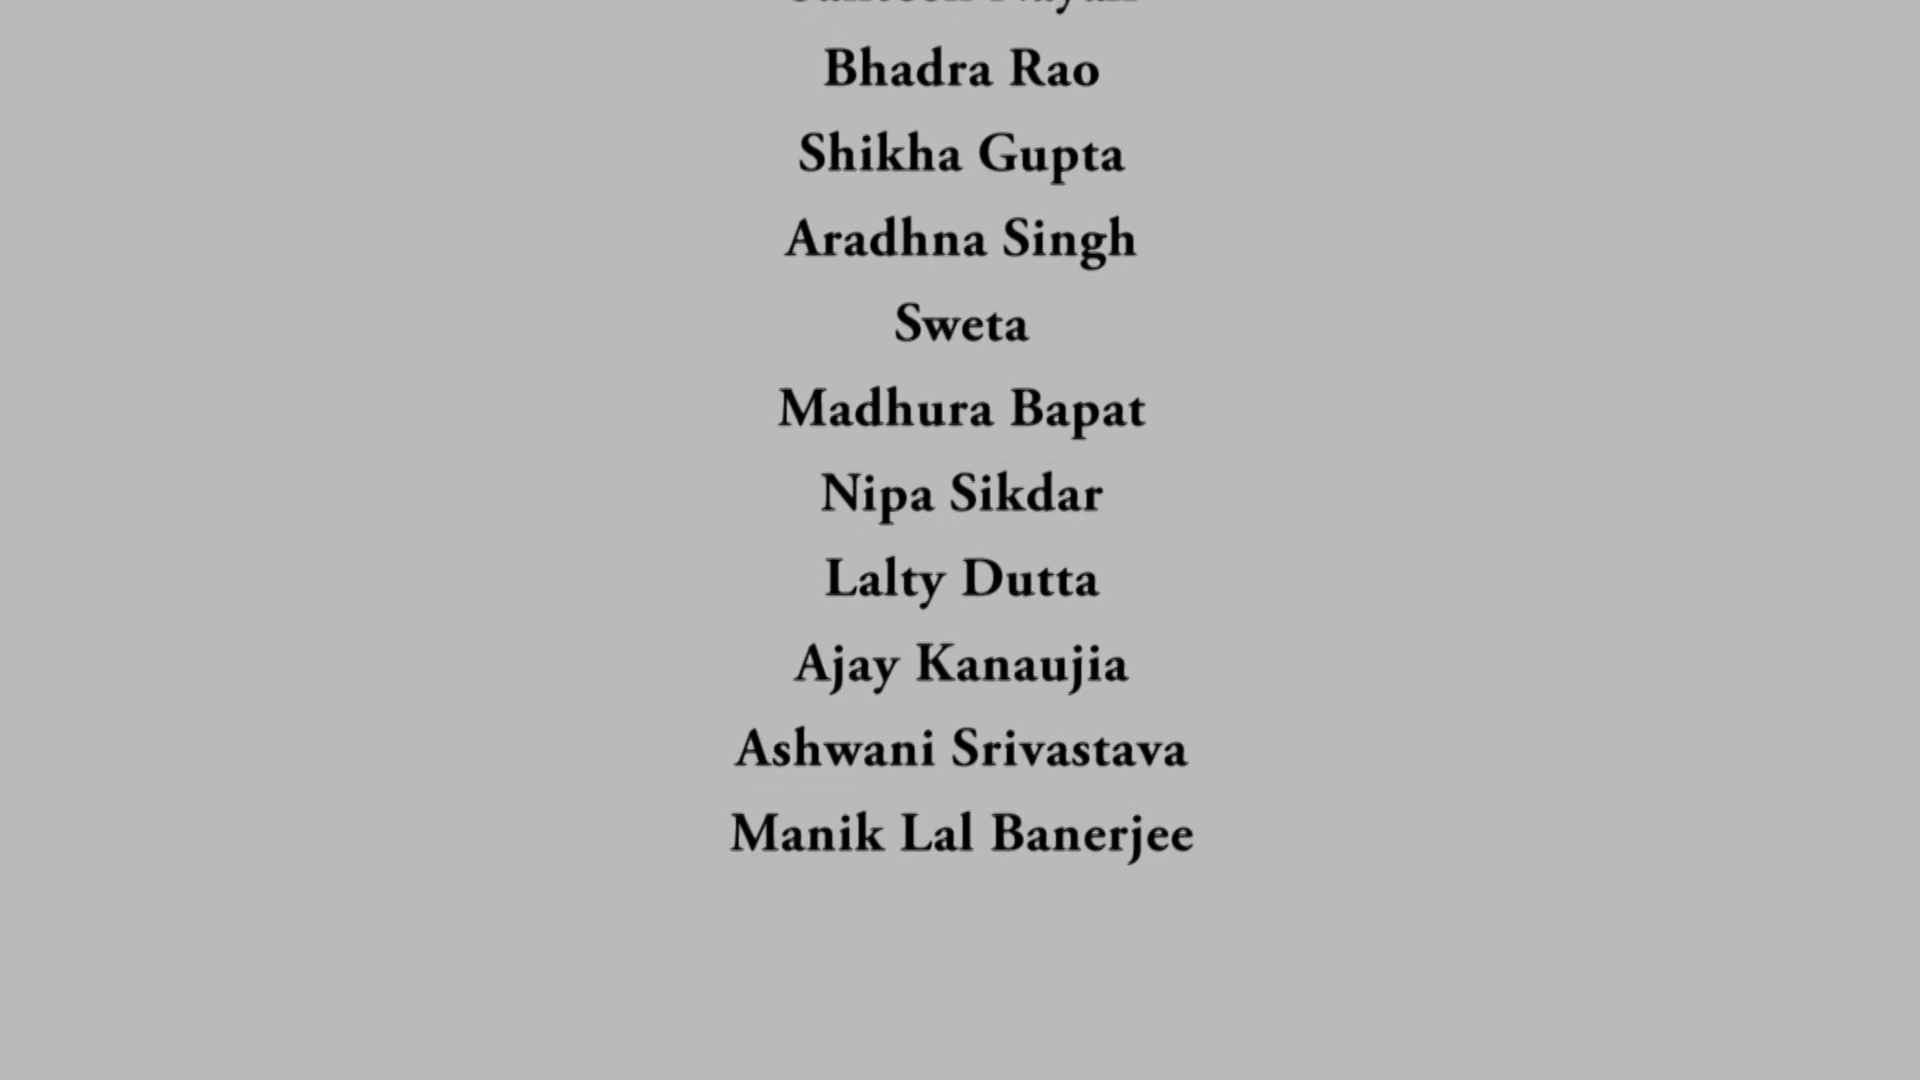 Bhadra Rao
Shikha Gupta
Aradhna Singh
Sweta
Madhura Bapat
Nipa Sikdar
Lalty Dutta
Ajay Kanaujia
Ashwani Srivastava
Manik Lal Banerjee